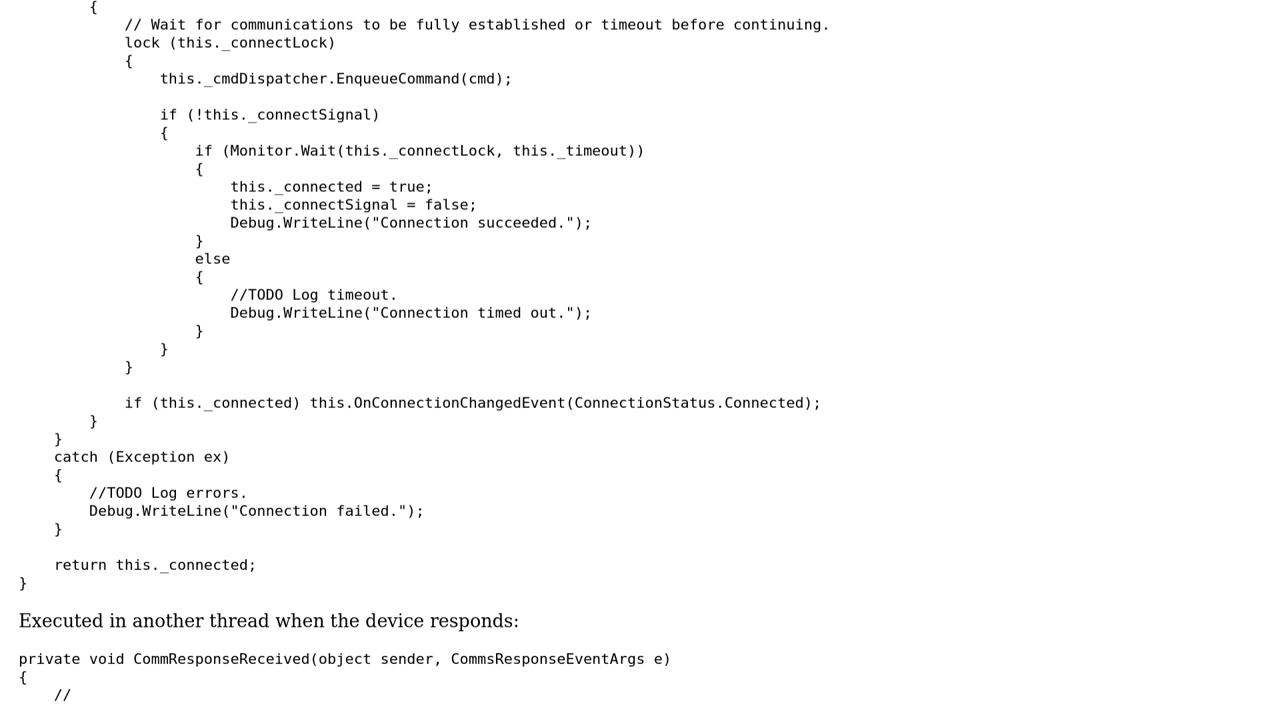 {
// Wait for communications to be fully established or timeout before continuing.
lock (this._connectLock)
{
this._cmdDispatcher.EnqueueCommand(cmd);
if (!this._connectSignal)
{
if (Monitor.Wait(this._connectLock, this._timeout))
{
this._connected = true;
this._connectSignal = false;
Debug.WriteLine("Connection succeeded.");
}
else
{
//TODO Log timeout.
Debug.WriteLine("Connection timed out.");
}
}
}
if (this._connected) this.OnConnectionChangedEvent(ConnectionStatus.Connected);
}
}
catch (Exception ex)
{
//TODO Log errors.
Debug.WriteLine("Connection failed.");
}
return this._connected;
}
Executed in another thread when the device responds:
private void CommResponseReceived(object sender, CommsResponseEventArgs e)
{
//